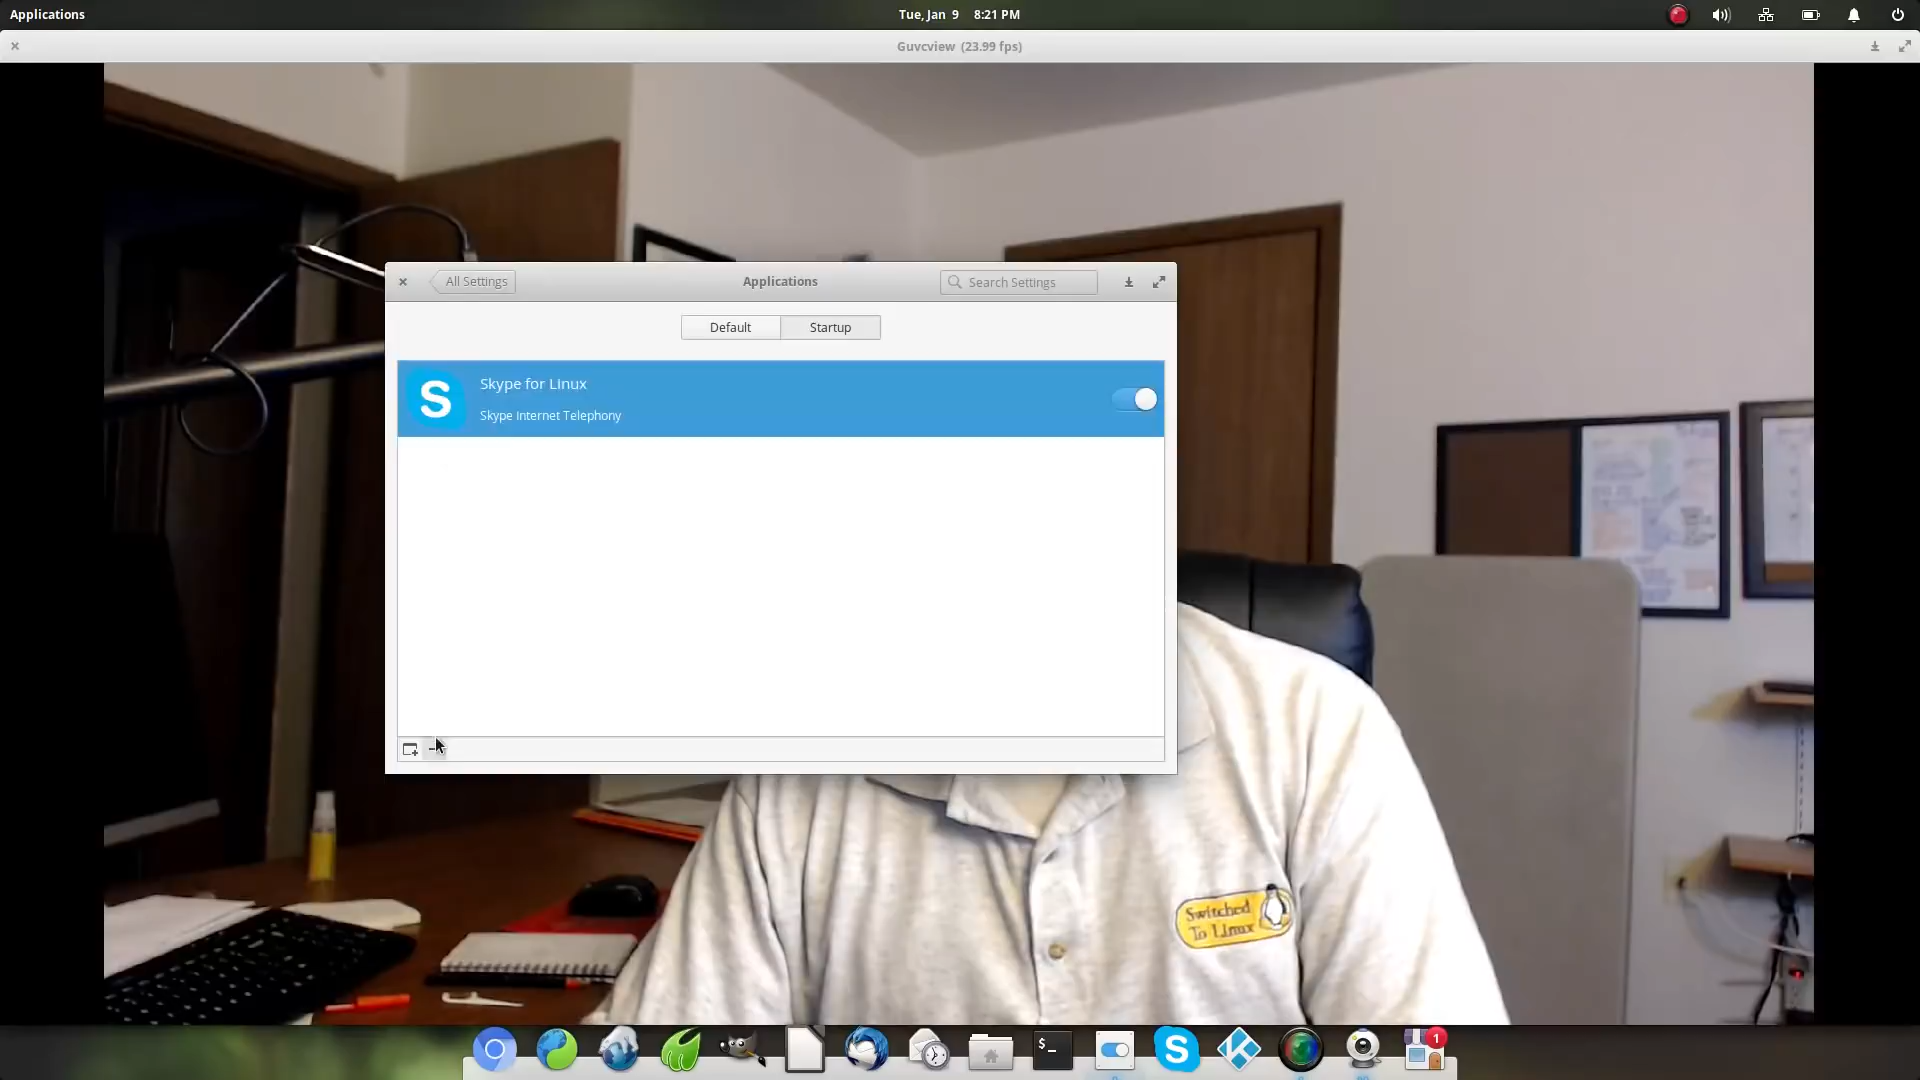 Applications
Tue, Jan 9 8:21 PM
Guvcview (23.99 fps)
All Settings
Applications
Search Settings
Default
Startup
S
Skype for Linux
Skype Internet Telephony
Switched
To Linux
$_
S
1